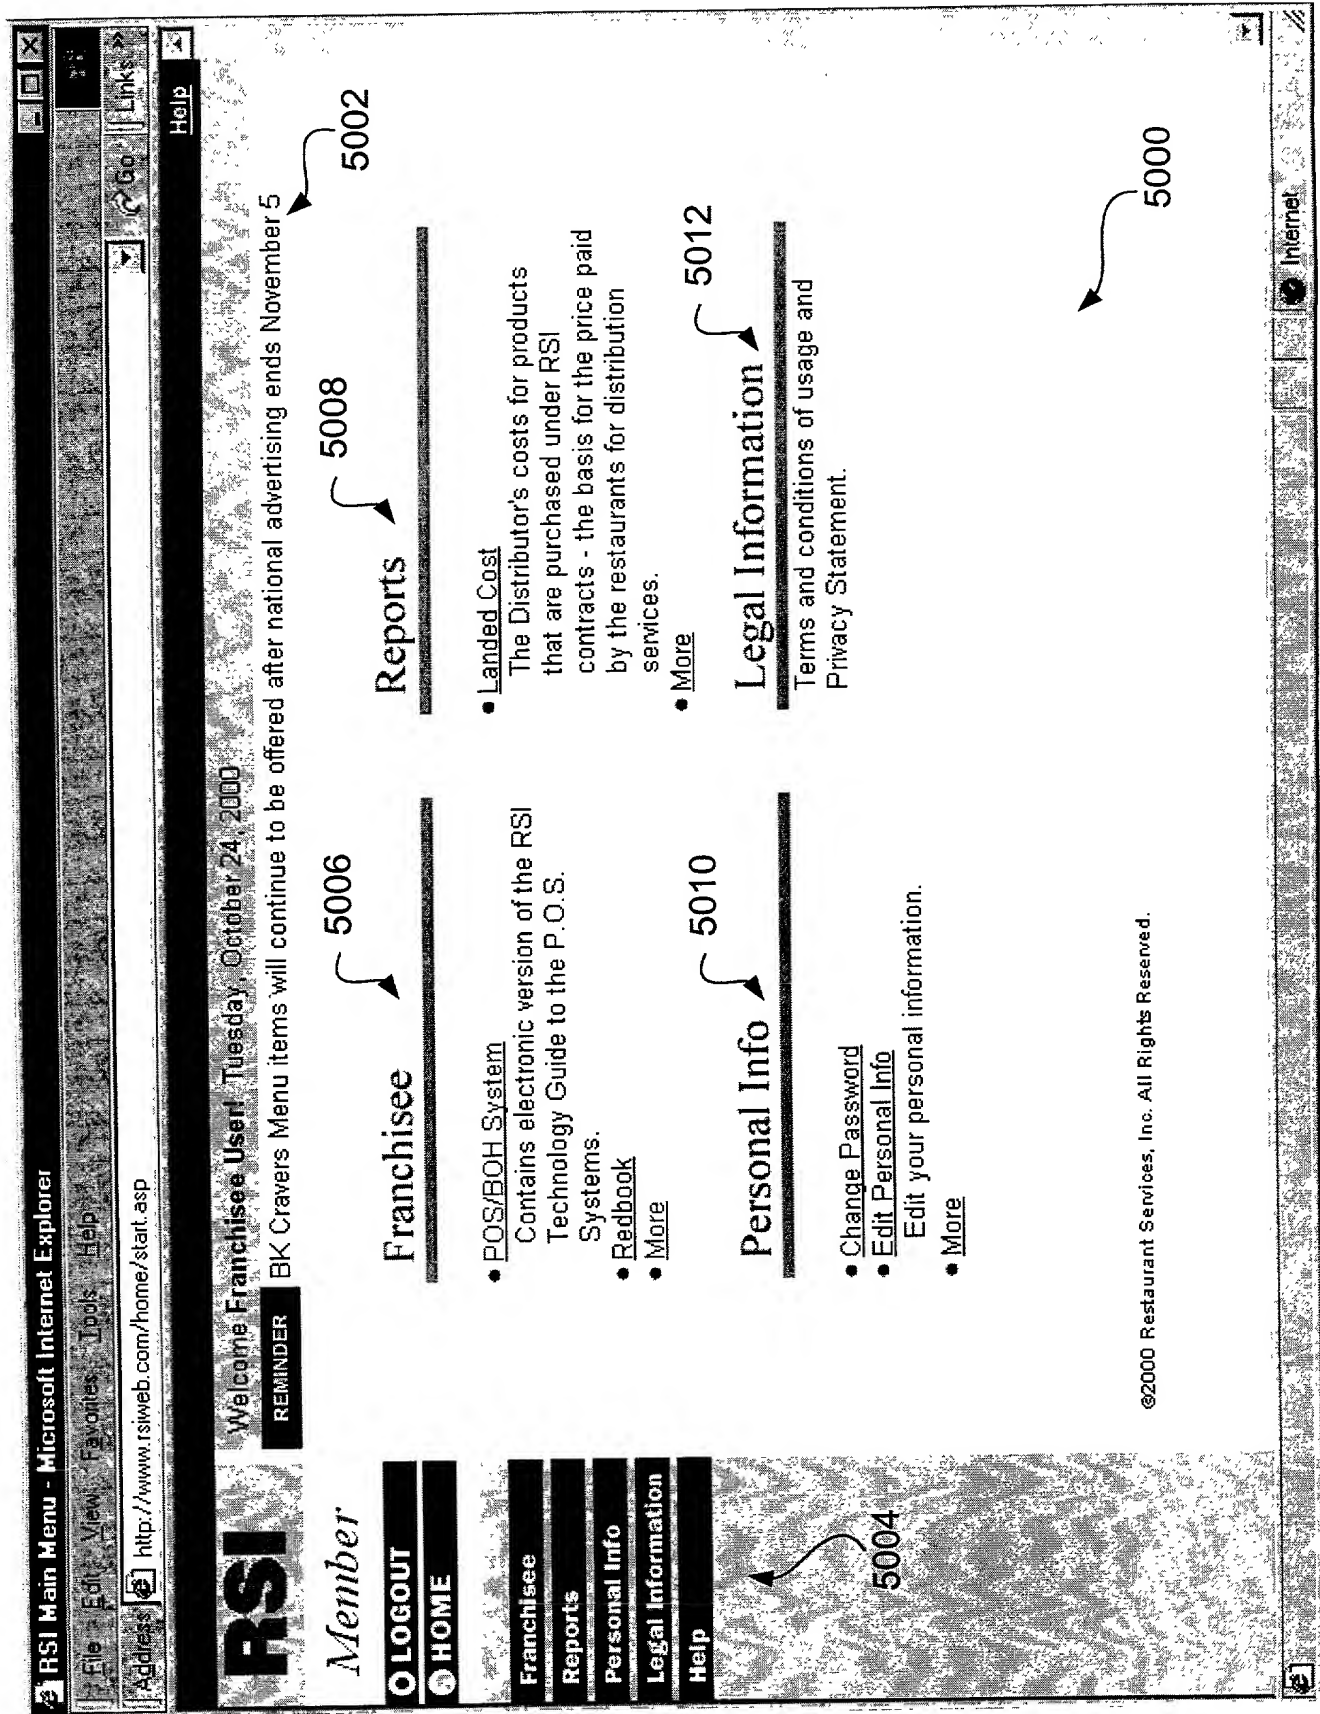 RSI Main Menu - Microsoft Internet Explorer
File Edit View Favorites Tools Help
Address http://www.rsiweb.com/home/start.asp Go Links »
Help
RSI
Welcome Franchisee User! Tuesday, October 24, 2000
REMINDER BK Cravers Menu items will continue to be offered after national advertising ends November 5
5002
Member
LOGOUT
HOME
Franchisee
Reports
Personal Info
Legal Information
Help
5004
Franchisee
5006
• POS/BOH System
Contains electronic version of the RSI
Technology Guide to the P.O.S.
Systems.
• Redbook
• More
Reports
5008
• Landed Cost
The Distributor's costs for products
that are purchased under RSI
contracts - the basis for the price paid
by the restaurants for distribution
services.
• More
Personal Info
5010
• Change Password
• Edit Personal Info
Edit your personal information.
• More
Legal Information
5012
Terms and conditions of usage and
Privacy Statement.
5000
©2000 Restaurant Services, Inc. All Rights Reserved.
Internet